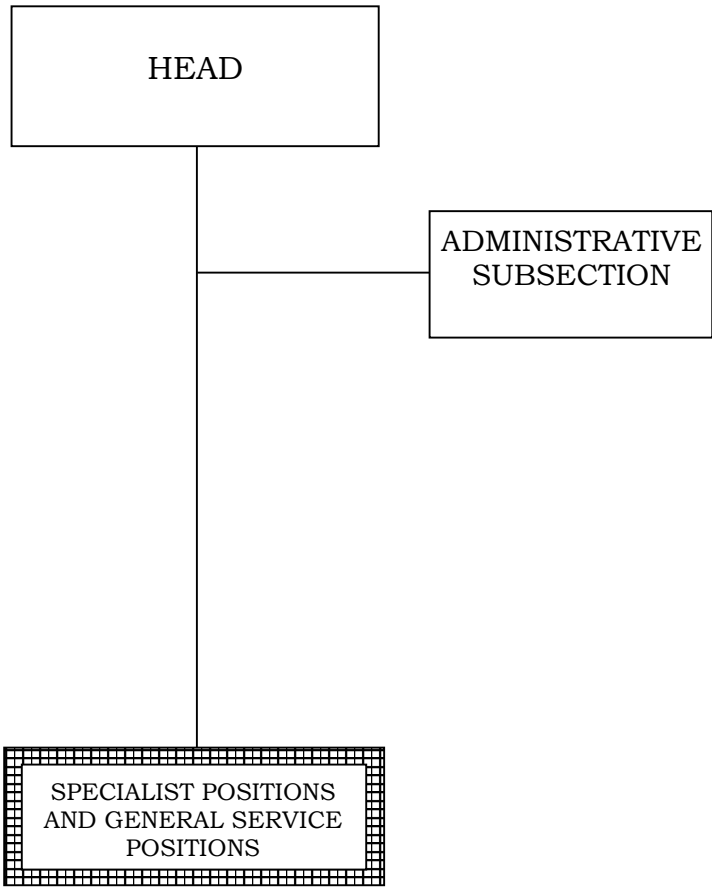 HEAD
ADMINISTRATIVE
SUBSECTION
SPECIALIST POSITIONS
AND GENERAL SERVICE
POSITIONS